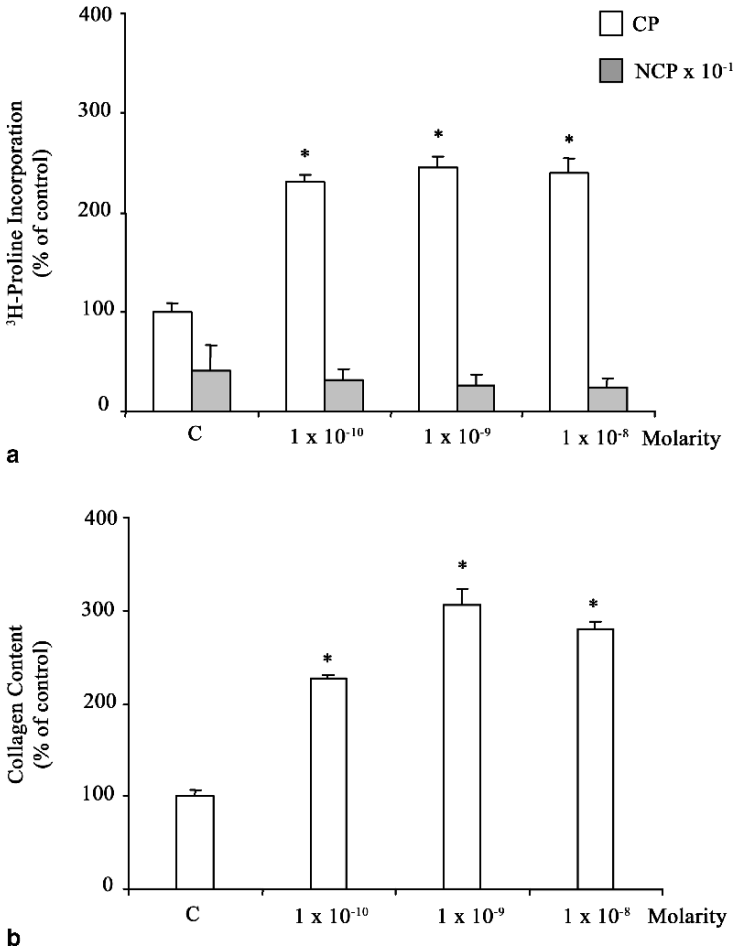 400
300
200
100
0
³H-Proline Incorporation
(% of control)
CP
NCP x 10⁻¹
*
*
*
C
1 x 10⁻¹⁰
1 x 10⁻⁹
1 x 10⁻⁸
Molarity
a
400
300
200
100
0
Collagen Content
(% of control)
*
*
*
C
1 x 10⁻¹⁰
1 x 10⁻⁹
1 x 10⁻⁸
Molarity
b